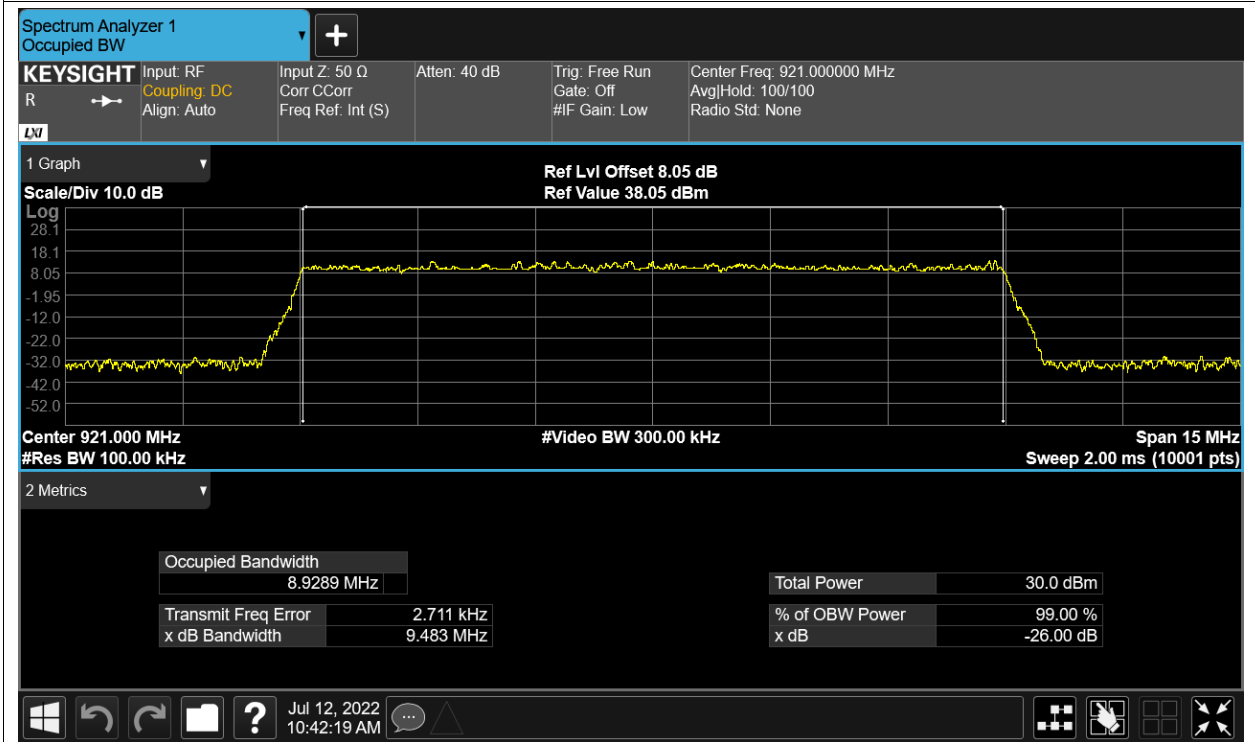 Spectrum Analyzer 1
Occupied BW
KEYSIGHT
R
LXI
Input: RF
Coupling: DC
Align: Auto
Input Z: 50 Ω
Corr CCorr
Freq Ref: Int (S)
Atten: 40 dB
Trig: Free Run
Gate: Off
#IF Gain: Low
Center Freq: 921.000000 MHz
Avg|Hold: 100/100
Radio Std: None
1 Graph
Scale/Div 10.0 dB
Ref Lvl Offset 8.05 dB
Ref Value 38.05 dBm
Log
28.1
18.1
8.05
-1.95
-12.0
-22.0
-32.0
-42.0
-52.0
Center 921.000 MHz
#Res BW 100.00 kHz
#Video BW 300.00 kHz
Span 15 MHz
Sweep 2.00 ms (10001 pts)
2 Metrics
Occupied Bandwidth
8.9289 MHz
Transmit Freq Error 2.711 kHz
x dB Bandwidth 9.483 MHz
Total Power 30.0 dBm
% of OBW Power 99.00 %
x dB -26.00 dB
?
Jul 12, 2022
10:42:19 AM